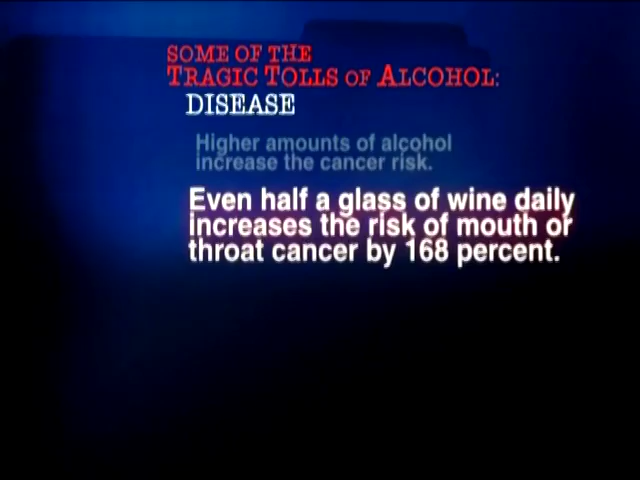 SOME OF THE
TRAGIC TOLLS OF ALCOHOL:
DISEASE
Higher amounts of alcohol
increase the cancer risk.
Even half a glass of wine daily
increases the risk of mouth or
throat cancer by 168 percent.